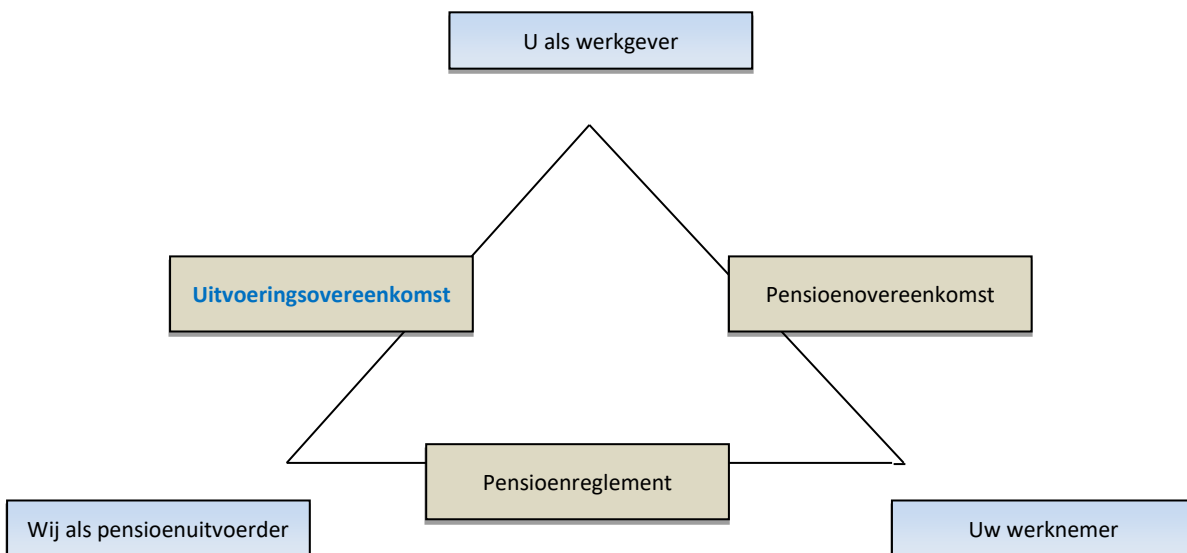 U als werkgever
Uitvoeringsovereenkomst
Pensioenovereenkomst
Pensioenreglement
Wij als pensioenuitvoerder
Uw werknemer